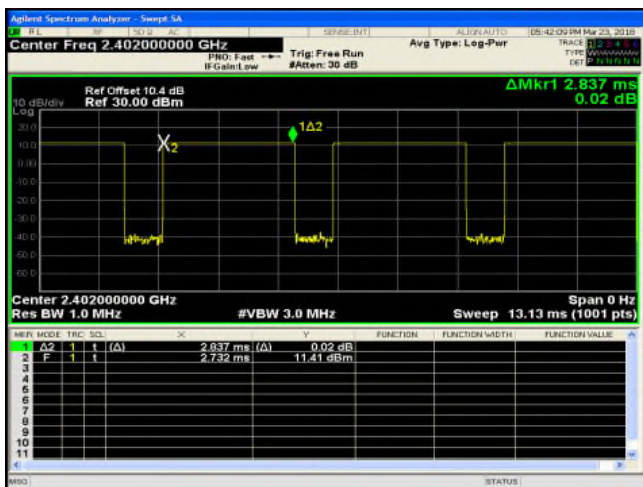 Agilent Spectrum Analyzer - Swept SA
RL RF 50 Ω AC SENSE:INT ALIGN AUTO 05:42:09 PM Mar 23, 2018
Center Freq 2.402000000 GHz Avg Type: Log-Pwr TRACE 1 2 3 4 5 6
PNO: Fast Trig: Free Run TYPE WWWWWW
IFGain:Low #Atten: 30 dB DET P N N N N N
Ref Offset 10.4 dB ΔMkr1 2.837 ms
10 dB/div Ref 30.00 dBm 0.02 dB
Log
20.0
10.0
0.00
-10.0
-20.0
-30.0
-40.0
-50.0
-60.0
X2
1Δ2
Center 2.402000000 GHz Span 0 Hz
Res BW 1.0 MHz #VBW 3.0 MHz Sweep 13.13 ms (1001 pts)
MKR MODE TRC SCL X Y FUNCTION FUNCTION WIDTH FUNCTION VALUE
1 Δ2 1 t (Δ) 2.837 ms (Δ) 0.02 dB
2 F 1 t 2.732 ms 11.41 dBm
3
4
5
6
7
8
9
10
11
MSG STATUS